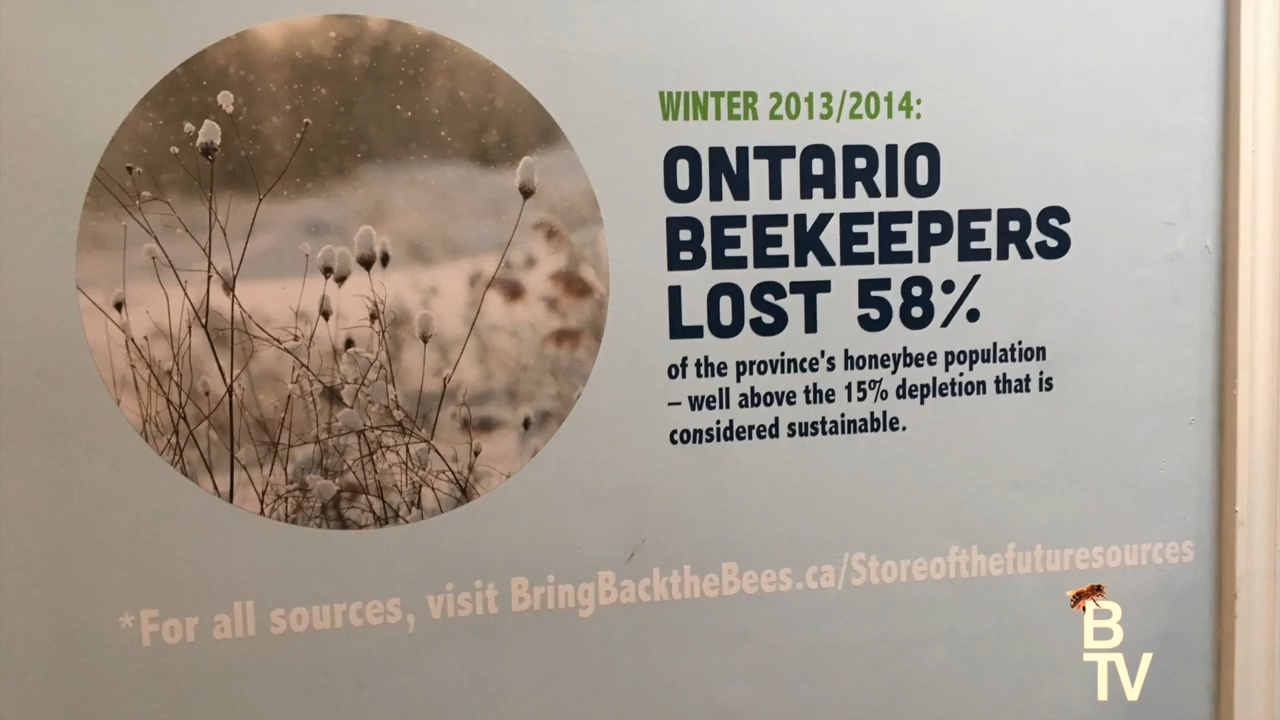 WINTER 2013/2014:
ONTARIO
BEEKEEPERS
LOST 58%
of the province's honeybee population
– well above the 15% depletion that is
considered sustainable.
*For all sources, visit BringBacktheBees.ca/Storeofthefuturesources
B
TV